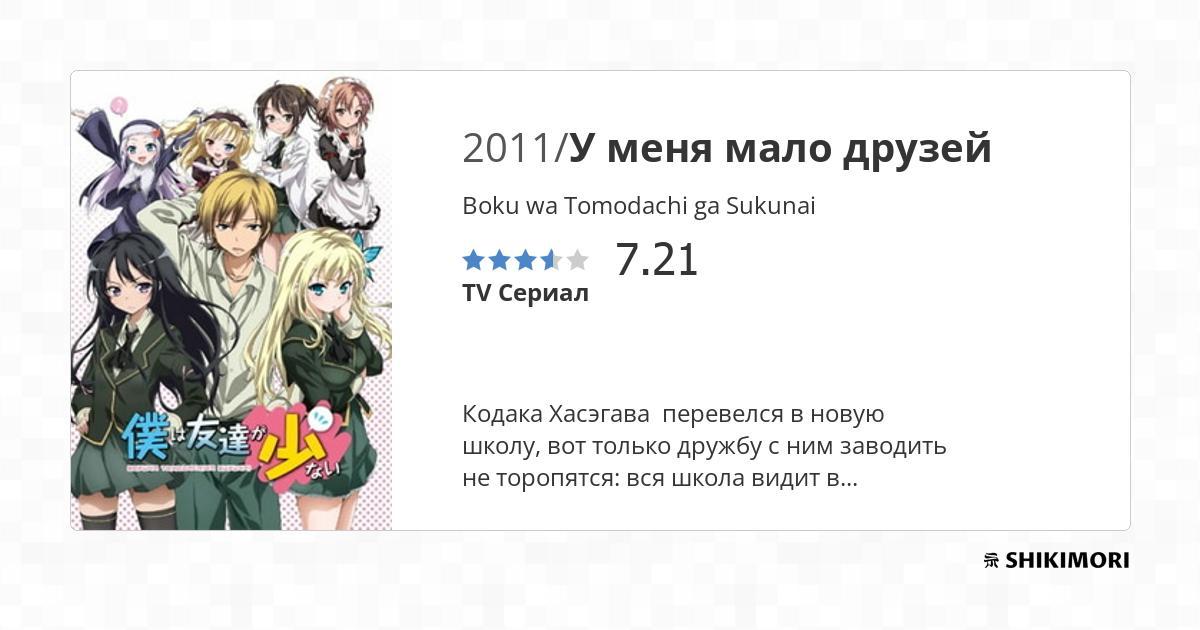 2011/У меня мало друзей
Boku wa Tomodachi ga Sukunai
7.21
TV Сериал
Кодака Хасэгава перевелся в новую
школу, вот только дружбу с ним заводить
не торопятся: вся школа видит в...
?
僕は友達が少ない
SHIKIMORI